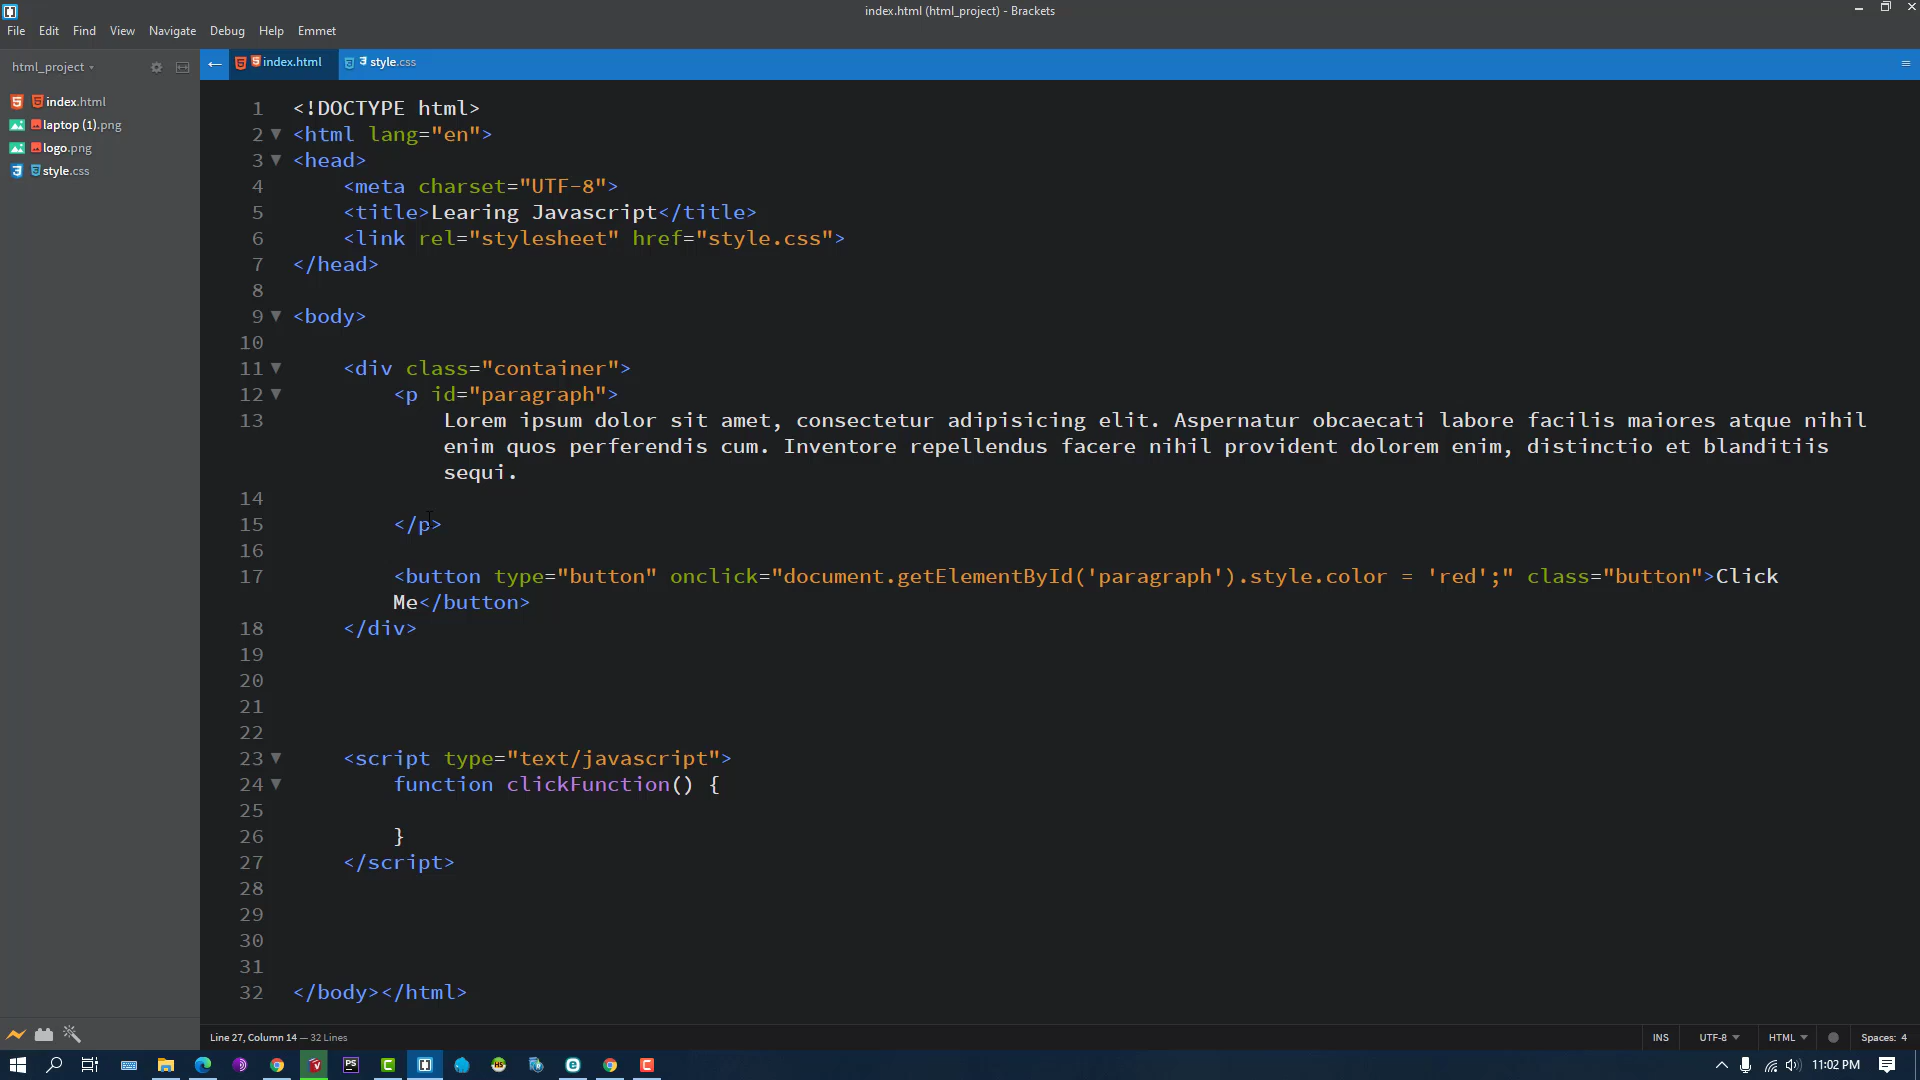 index.html (html_project) - Brackets
File Edit Find View Navigate Debug Help Emmet
html_project
index.html
laptop (1).png
logo.png
style.css
index.html style.css
1 <!DOCTYPE html>
2 <html lang="en">
3 <head>
4 <meta charset="UTF-8">
5 <title>Learing Javascript</title>
6 <link rel="stylesheet" href="style.css">
7 </head>
8
9 <body>
10
11 <div class="container">
12 <p id="paragraph">
13 Lorem ipsum dolor sit amet, consectetur adipisicing elit. Aspernatur obcaecati labore facilis maiores atque nihil
enim quos perferendis cum. Inventore repellendus facere nihil provident dolorem enim, distinctio et blanditiis
sequi.
14
15 </p>
16
17 <button type="button" onclick="document.getElementById('paragraph').style.color = 'red';" class="button">Click
Me</button>
18 </div>
19
20
21
22
23 <script type="text/javascript">
24 function clickFunction() {
25
26 }
27 </script>
28
29
30
31
32 </body></html>
Line 27, Column 14 — 32 Lines INS UTF-8 HTML Spaces: 4
11:02 PM